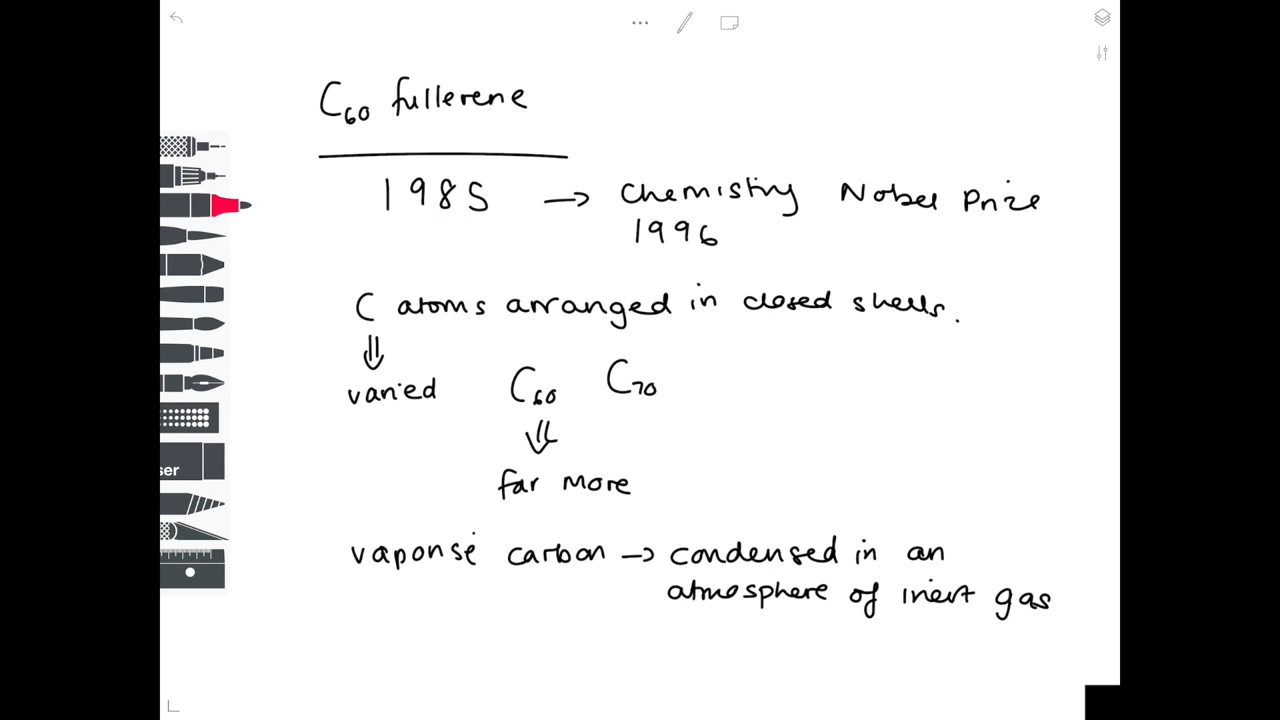 C60 fullerene
1985 → Chemistry Nobel Prize
1996
C atoms arranged in closed shells.
⇓
varied C60 C70
⇓
far more
vaporise carbon → condensed in an
atmosphere of inert gas
ser